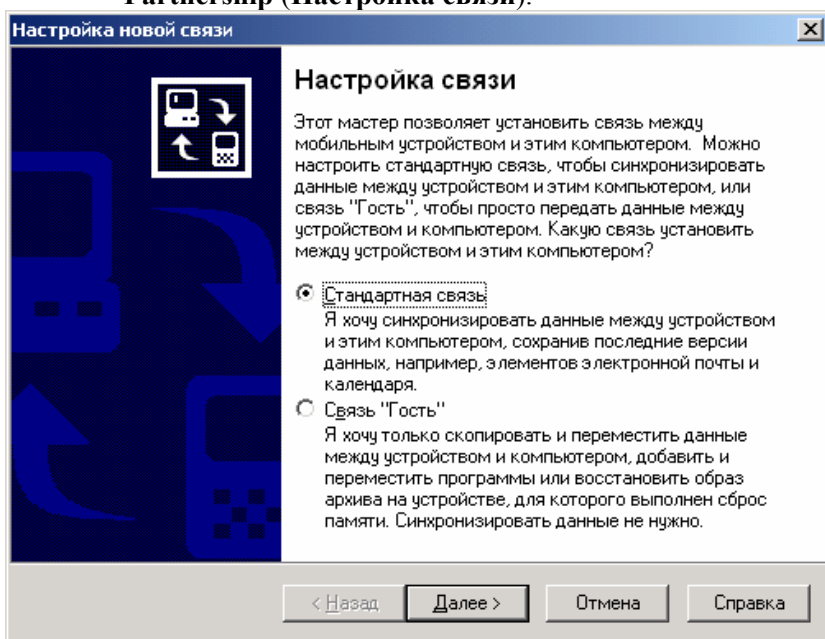 Partnership (Настройка связи).
Настройка новой связи
Настройка связи
Этот мастер позволяет установить связь между
мобильным устройством и этим компьютером. Можно
настроить стандартную связь, чтобы синхронизировать
данные между устройством и этим компьютером, или
связь "Гость", чтобы просто передать данные между
устройством и компьютером. Какую связь установить
между устройством и этим компьютером?
Стандартная связь
Я хочу синхронизировать данные между устройством
и этим компьютером, сохранив последние версии
данных, например, элементов электронной почты и
календаря.
Связь "Гость"
Я хочу только скопировать и переместить данные
между устройством и компьютером, добавить и
переместить программы или восстановить образ
архива на устройстве, для которого выполнен сброс
памяти. Синхронизировать данные не нужно.
< Назад Далее > Отмена Справка